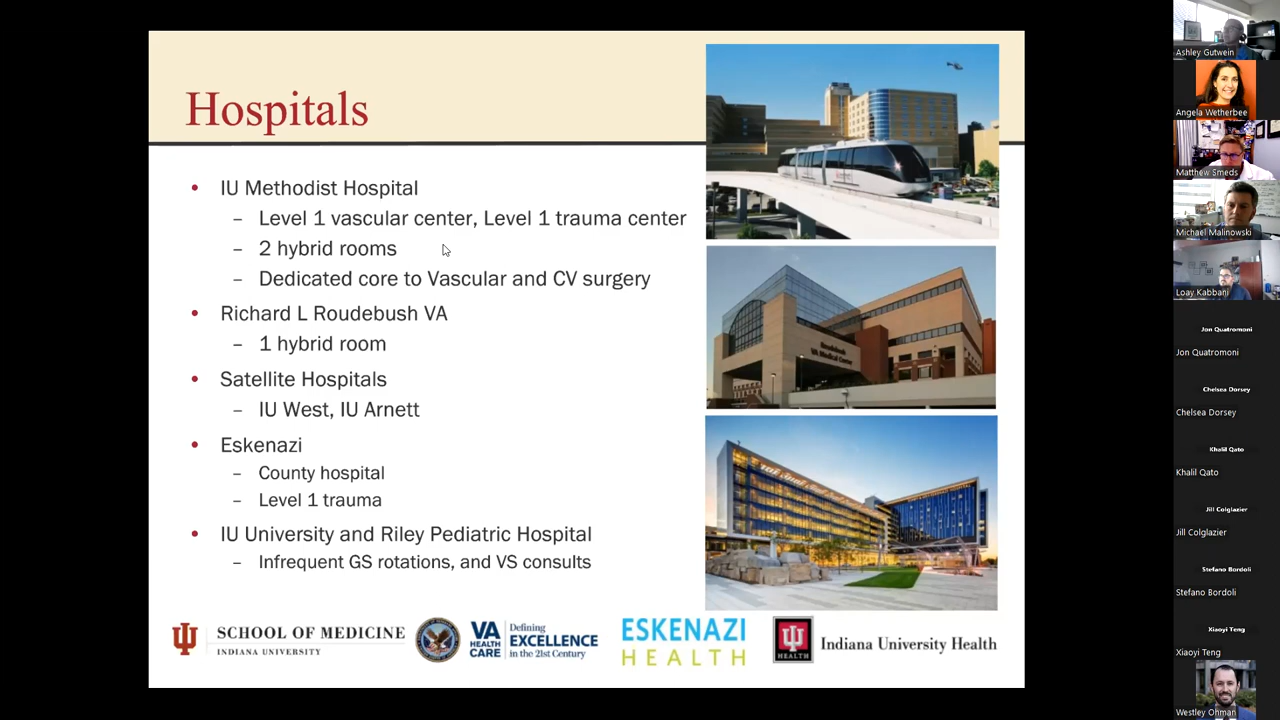 Hospitals
• IU Methodist Hospital
– Level 1 vascular center, Level 1 trauma center
– 2 hybrid rooms
– Dedicated core to Vascular and CV surgery
• Richard L Roudebush VA
– 1 hybrid room
• Satellite Hospitals
– IU West, IU Arnett
• Eskenazi
– County hospital
– Level 1 trauma
• IU University and Riley Pediatric Hospital
– Infrequent GS rotations, and VS consults
Roudebush
VA Medical Center
SCHOOL OF MEDICINE
INDIANA UNIVERSITY
VA
HEALTH
CARE
Defining
EXCELLENCE
in the 21st Century
ESKENAZI
HEALTH
HEALTH
Indiana University Health
Ashley Gutwein
Angela Wetherbee
Matthew Smeds
Michael Malinowski
Loay Kabbani
Jon Quatromoni
Jon Quatromoni
Chelsea Dorsey
Chelsea Dorsey
Khalil Qato
Khalil Qato
Jill Colglazier
Jill Colglazier
Stefano Bordoli
Stefano Bordoli
Xiaoyi Teng
Xiaoyi Teng
Westley Ohman